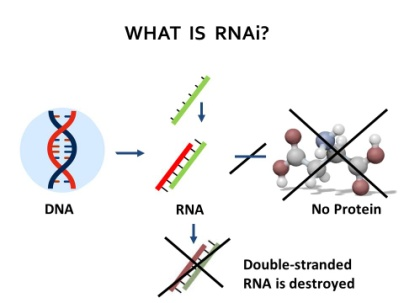 WHAT IS RNAi?
DNA
RNA
No Protein
Double-stranded
RNA is destroyed